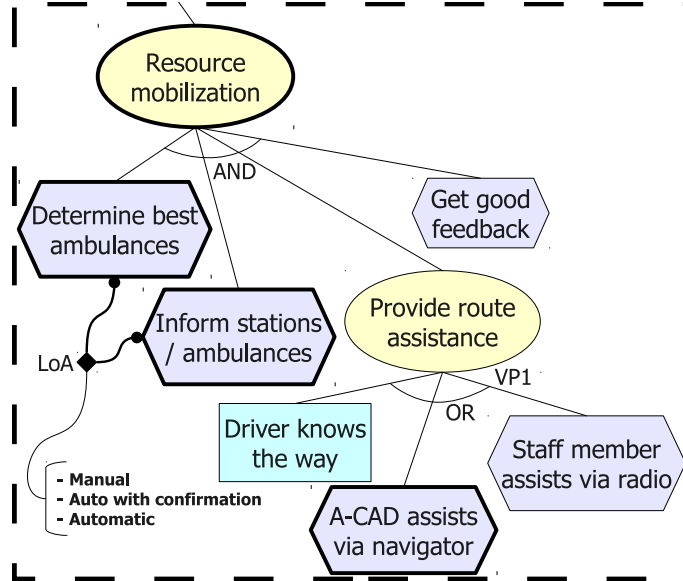 Resource
mobilization
AND
Determine best
ambulances
Get good
feedback
Inform stations
/ ambulances
Provide route
assistance
LoA
VP1
OR
Driver knows
the way
Staff member
assists via radio
- Manual
- Auto with confirmation
- Automatic
A-CAD assists
via navigator